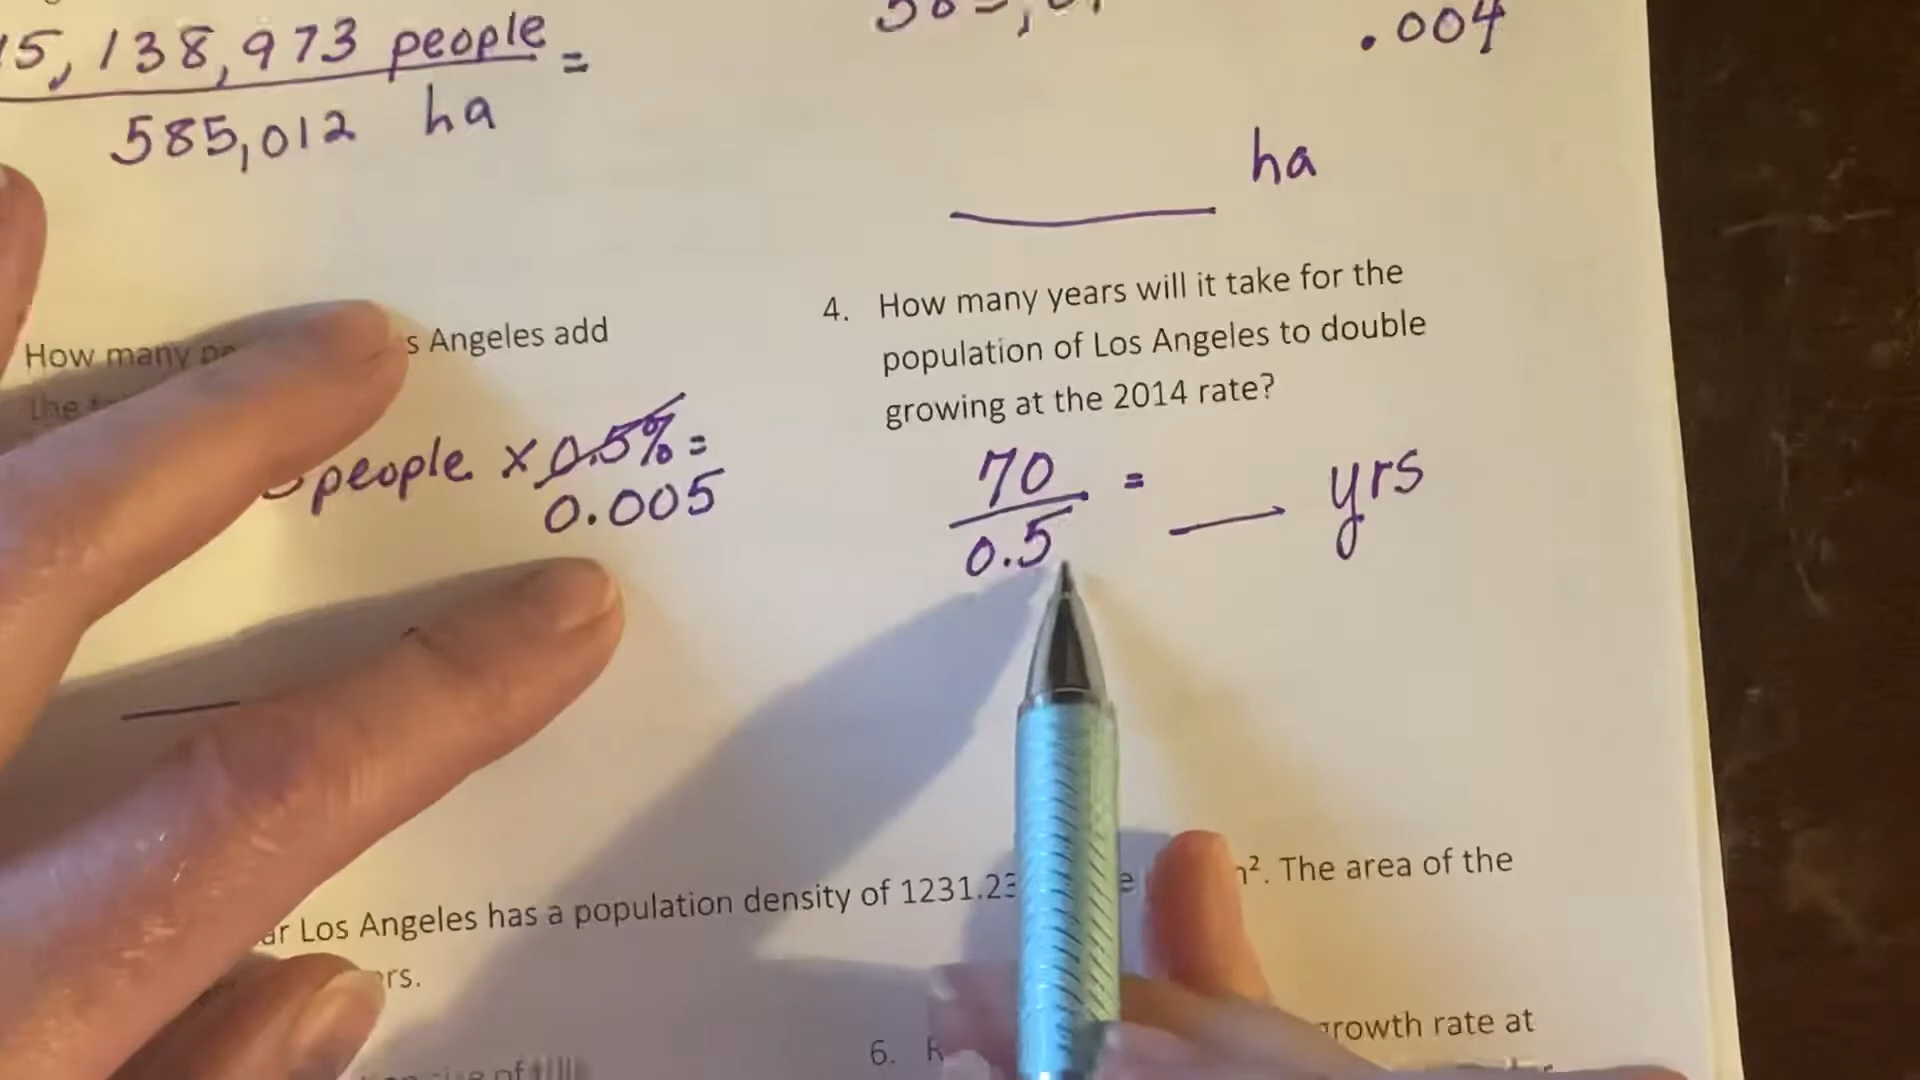 15,138,973 people =
585,012 ha
.004
ha
How many
s Angeles add
the
people × 0.5% =
0.005
4. How many years will it take for the
population of Los Angeles to double
growing at the 2014 rate?
70 = ___ yrs
0.5
ar Los Angeles has a population density of 1231.23
². The area of the
rs.
6.
growth rate at